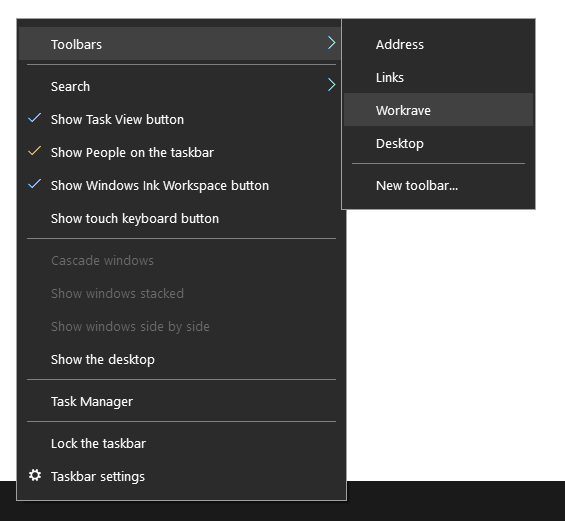 Toolbars
Search
Show Task View button
Show People on the taskbar
Show Windows Ink Workspace button
Show touch keyboard button
Cascade windows
Show windows stacked
Show windows side by side
Show the desktop
Task Manager
Lock the taskbar
Taskbar settings
Address
Links
Workrave
Desktop
New toolbar...